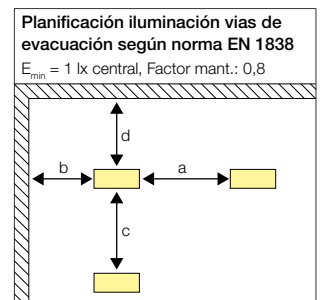 Planificación iluminación vias de
evacuación según norma EN 1838
Emin = 1 lx central, Factor mant.: 0,8
d
b
a
c